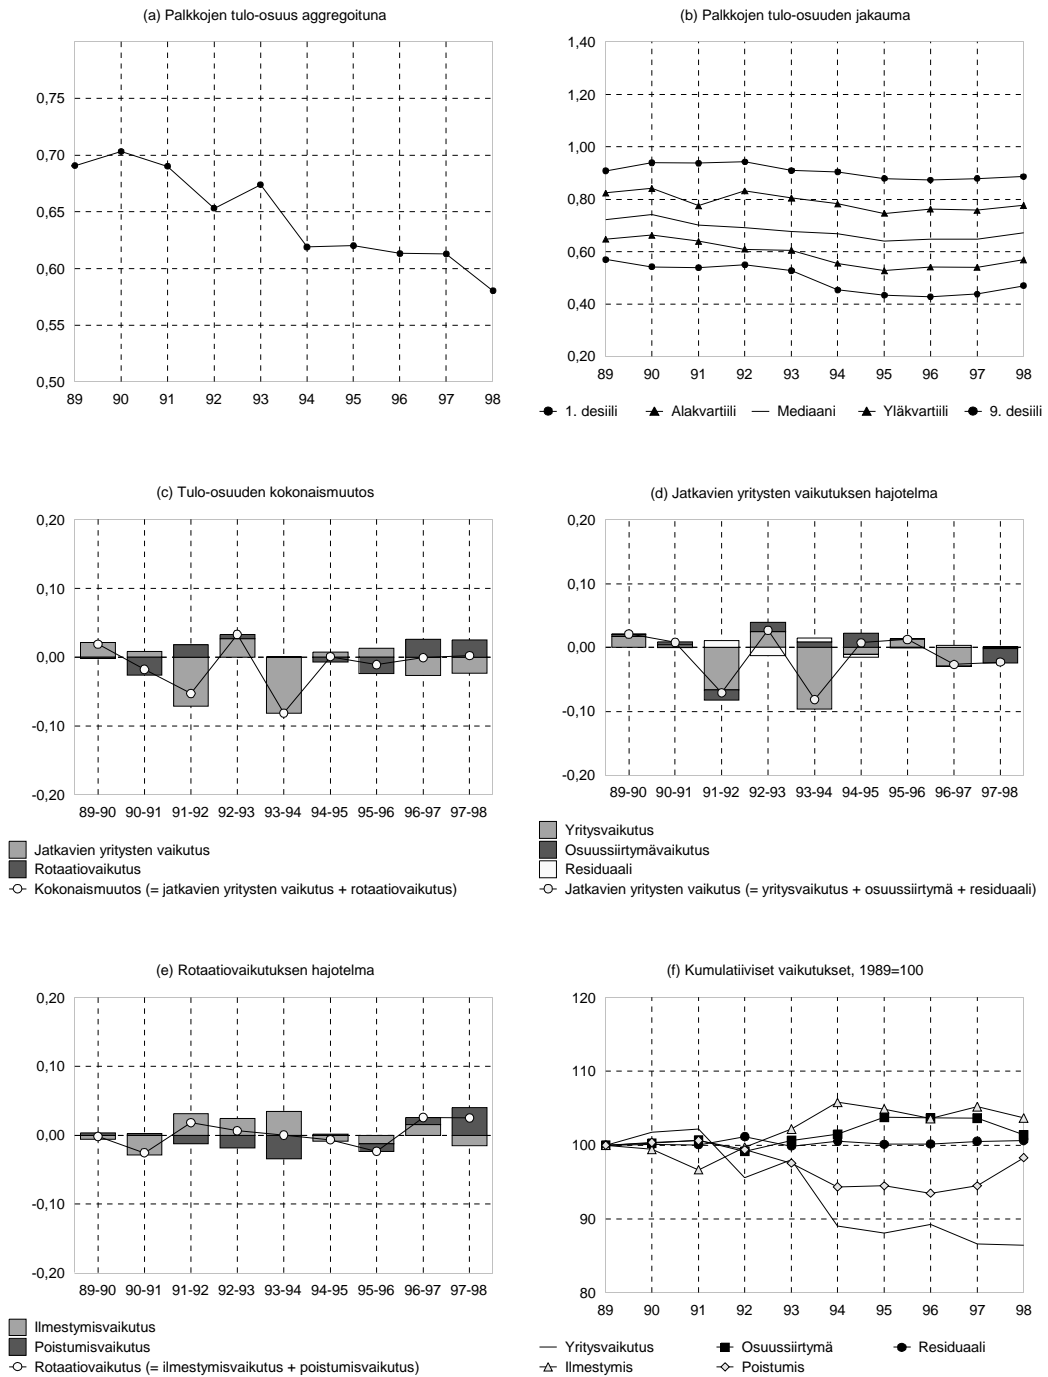 (a) Palkkojen tulo-osuus aggregoituna
0,75
0,70
0,65
0,60
0,55
0,50
89 90 91 92 93 94 95 96 97 98
(b) Palkkojen tulo-osuuden jakauma
1,40
1,20
1,00
0,80
0,60
0,40
0,20
89 90 91 92 93 94 95 96 97 98
1. desiili Alakvartiili Mediaani Yläkvartiili 9. desiili
(c) Tulo-osuuden kokonaismuutos
0,20
0,10
0,00
-0,10
-0,20
89-90 90-91 91-92 92-93 93-94 94-95 95-96 96-97 97-98
Jatkavien yritysten vaikutus
Rotaatiovaikutus
Kokonaismuutos (= jatkavien yritysten vaikutus + rotaatiovaikutus)
(d) Jatkavien yritysten vaikutuksen hajotelma
0,20
0,10
0,00
-0,10
-0,20
89-90 90-91 91-92 92-93 93-94 94-95 95-96 96-97 97-98
Yritysvaikutus
Osuussiirtymävaikutus
Residuaali
Jatkavien yritysten vaikutus (= yritysvaikutus + osuussiirtymä + residuaali)
(e) Rotaatiovaikutuksen hajotelma
0,20
0,10
0,00
-0,10
-0,20
89-90 90-91 91-92 92-93 93-94 94-95 95-96 96-97 97-98
Ilmestymisvaikutus
Poistumisvaikutus
Rotaatiovaikutus (= ilmestymisvaikutus + poistumisvaikutus)
(f) Kumulatiiviset vaikutukset, 1989=100
120
110
100
90
80
89 90 91 92 93 94 95 96 97 98
Yritysvaikutus Osuussiirtymä Residuaali
Ilmestymis Poistumis